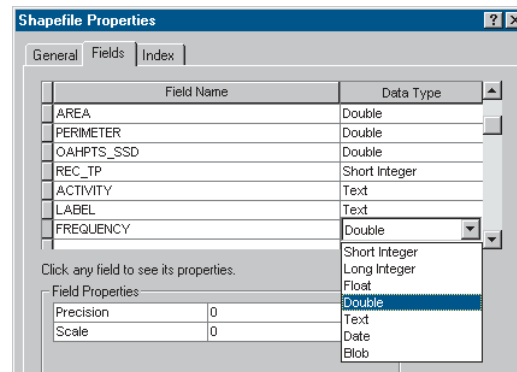 Shapefile Properties
General Fields Index
Field Name Data Type
AREA Double
PERIMETER Double
OAHPTS_SSD Double
REC_TP Short Integer
ACTIVITY Text
LABEL Text
FREQUENCY Double
Short Integer
Long Integer
Float
Double
Text
Date
Blob
Click any field to see its properties.
Field Properties
Precision 0
Scale 0